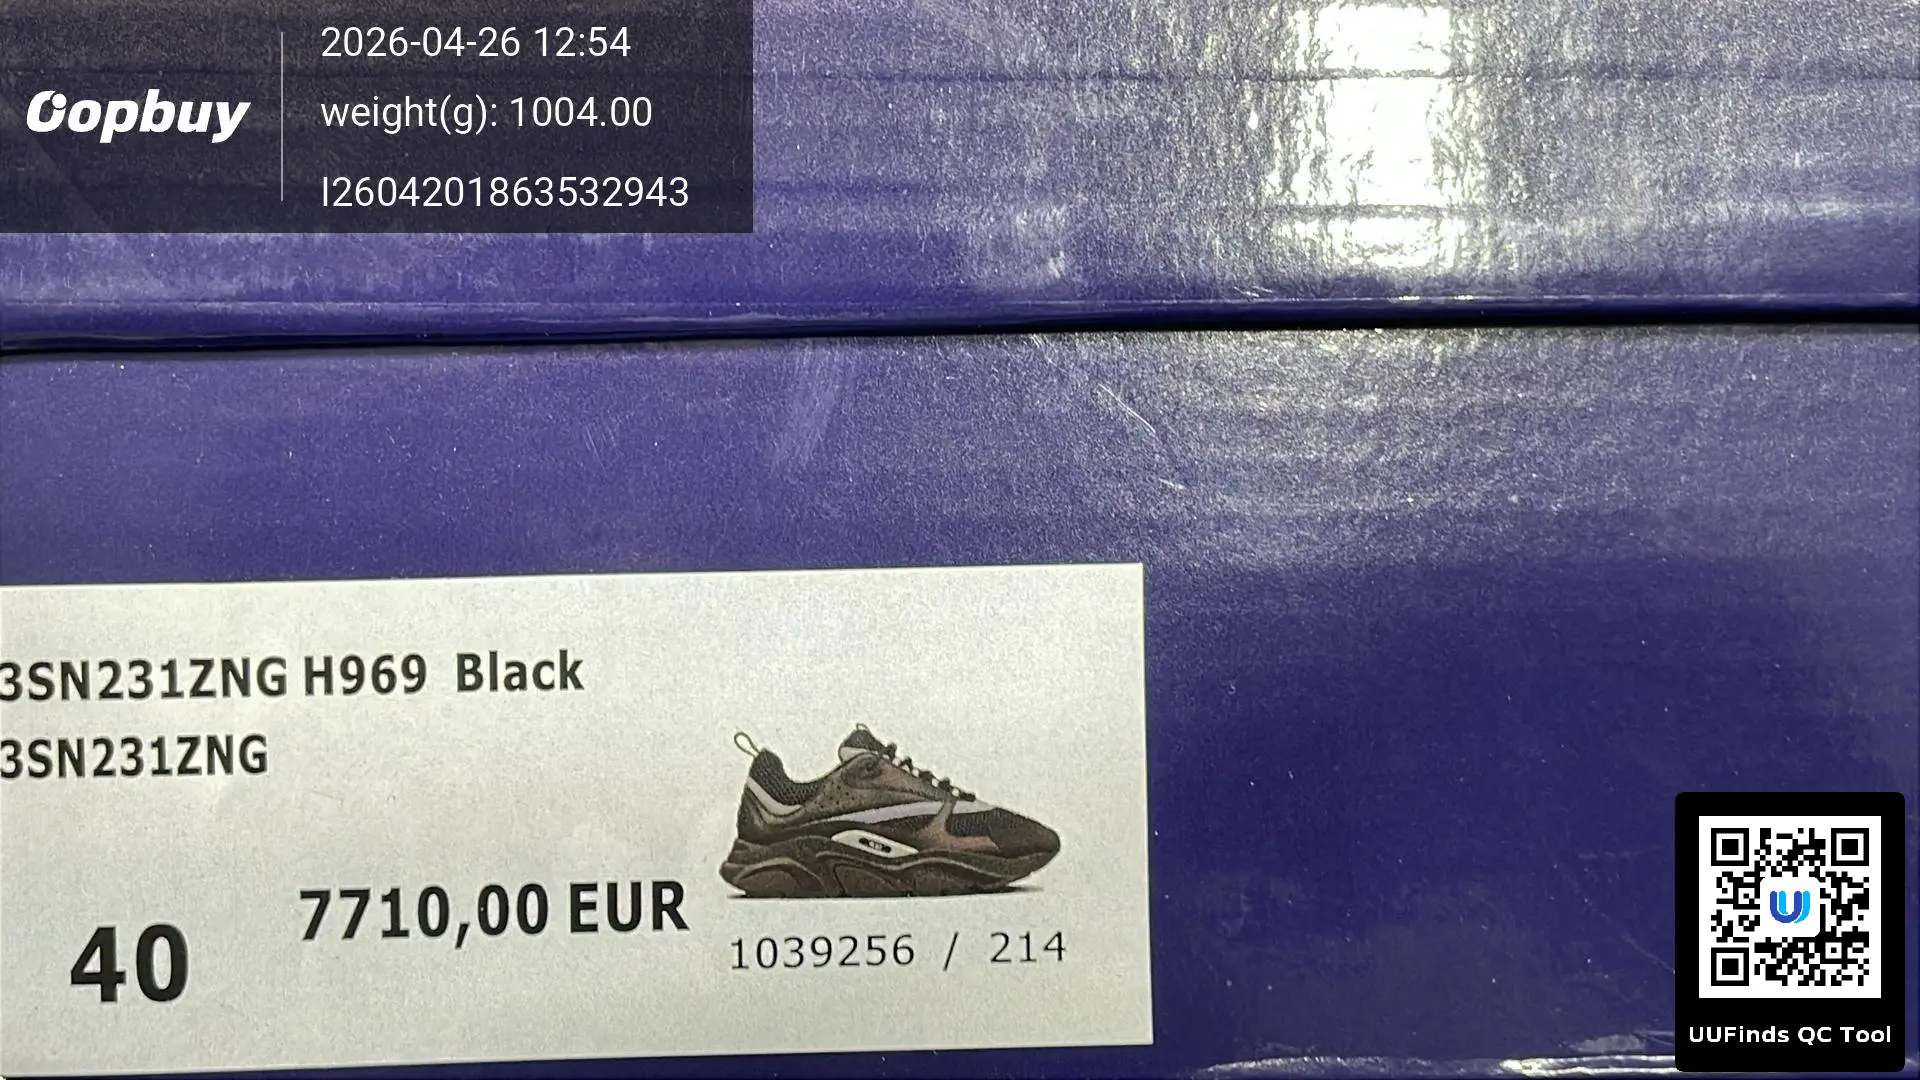 Oopbuy
2026-04-26 12:54
weight(g): 1004.00
I2604201863532943
3SN231ZNG H969 Black
3SN231ZNG
40
7710,00 EUR
1039256 / 214
UUFinds QC Tool